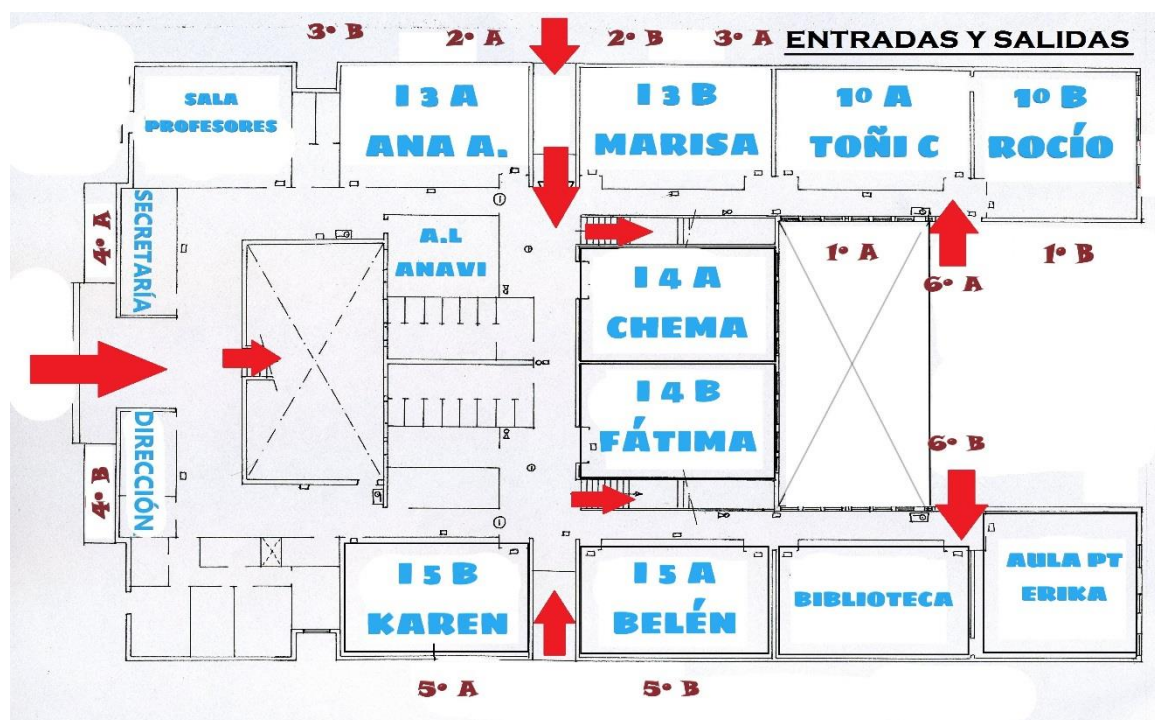 3º B 2º A 2º B 3º A ENTRADAS Y SALIDAS
SALA
PROFESORES
I 3 A
ANA A.
I 3 B
MARISA
1º A
TOÑI C
1º B
ROCÍO
4º A
SECRETARÍA
A.L
ANAVI
I 4 A
CHEMA
1º A
6º A
1º B
I 4 B
FÁTIMA
4º B
DIRECCIÓN
6º B
I 5 B
KAREN
I 5 A
BELÉN
BIBLIOTECA
AULA PT
ERIKA
5º A 5º B